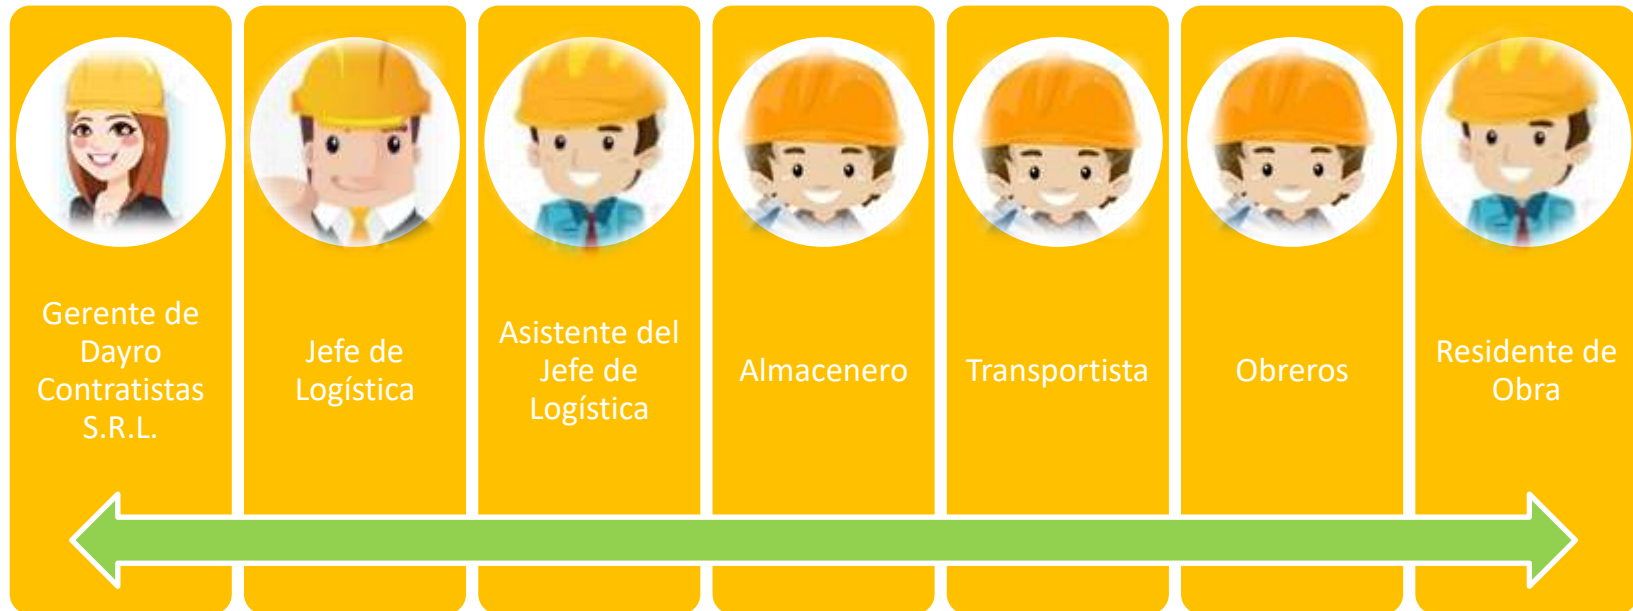 Gerente de
Dayro
Contratistas
S.R.L.
Jefe de
Logística
Asistente del
Jefe de
Logística
Almacenero
Transportista
Obreros
Residente de
Obra